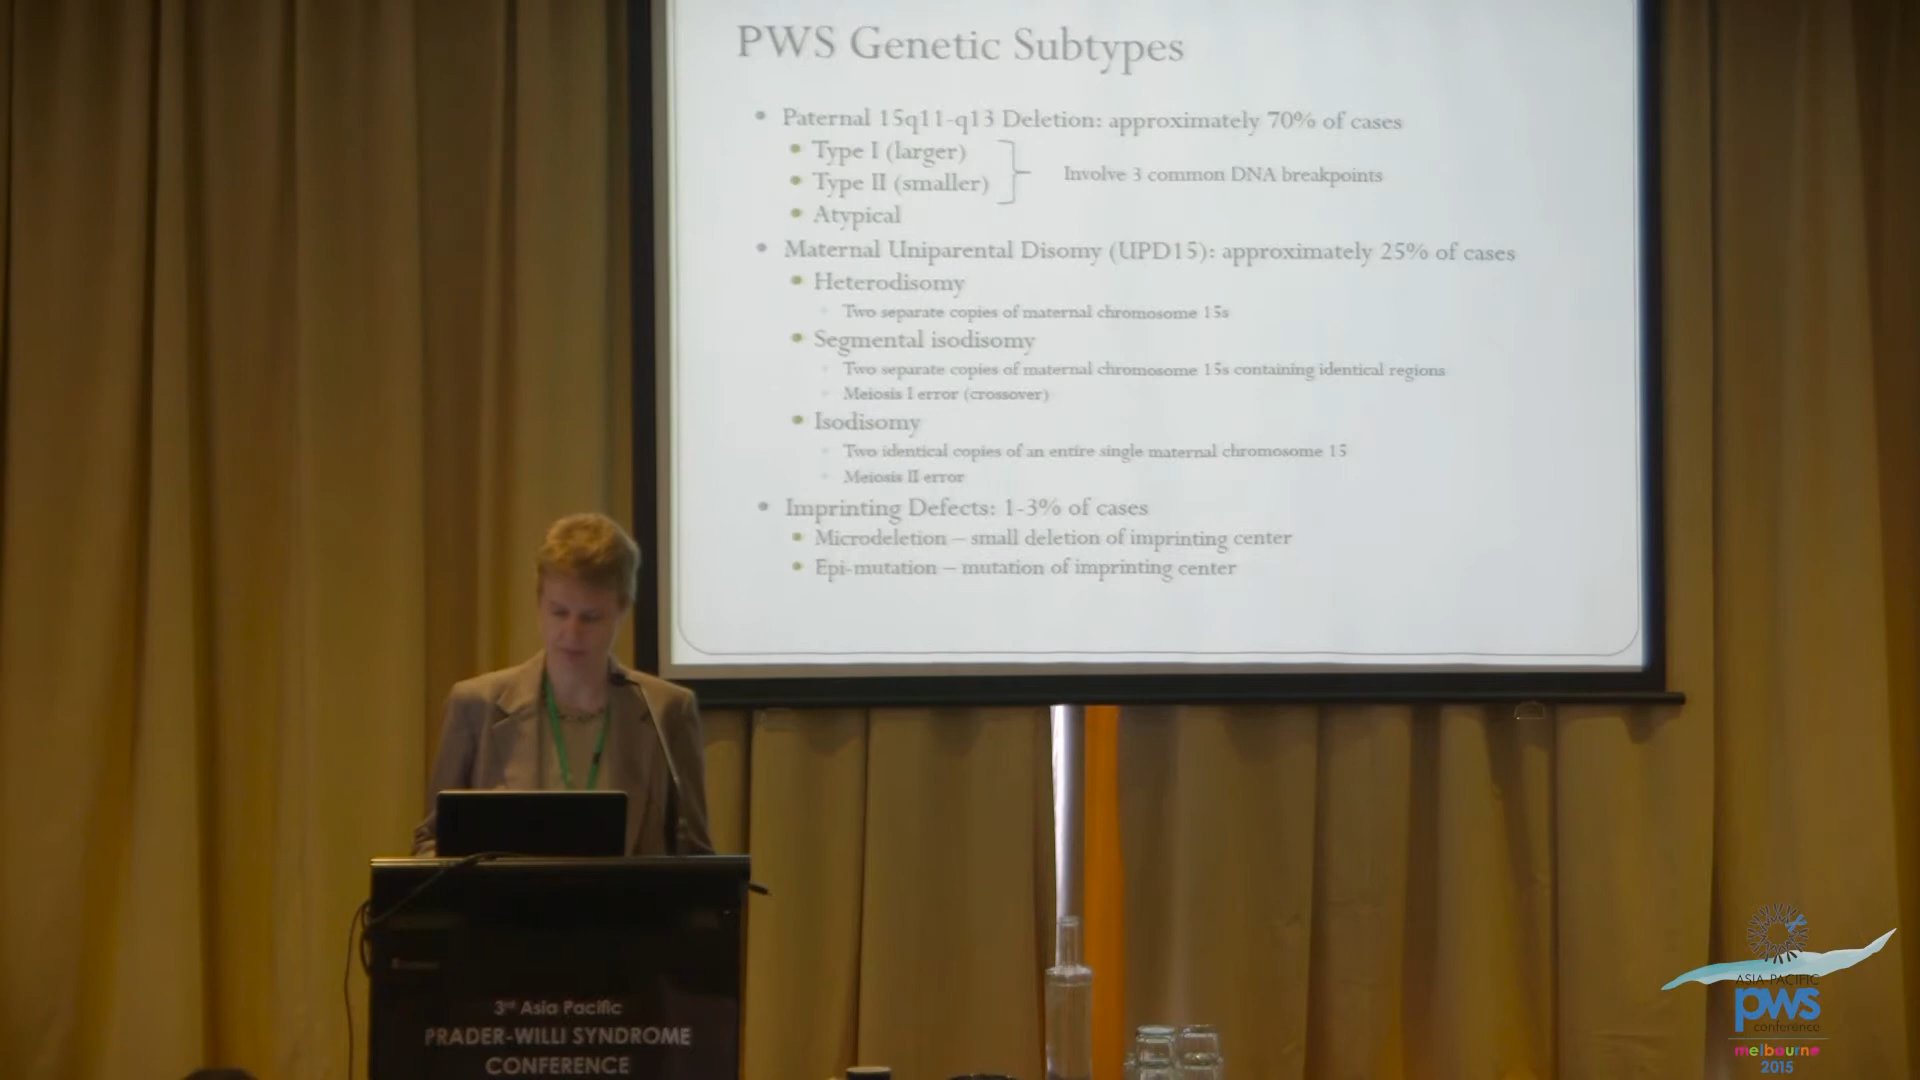 PWS Genetic Subtypes
• Paternal 15q11-q13 Deletion: approximately 70% of cases
• Type I (larger)
• Type II (smaller)
Involve 3 common DNA breakpoints
• Atypical
• Maternal Uniparental Disomy (UPD15): approximately 25% of cases
• Heterodisomy
Two separate copies of maternal chromosome 15s
• Segmental isodisomy
Two separate copies of maternal chromosome 15s containing identical regions
Meiosis I error (crossover)
• Isodisomy
Two identical copies of an entire single maternal chromosome 15
Meiosis II error
• Imprinting Defects: 1-3% of cases
• Microdeletion – small deletion of imprinting center
• Epi-mutation – mutation of imprinting center
3rd Asia Pacific
PRADER-WILLI SYNDROME
CONFERENCE
ASIA-PACIFIC
pws
conference
melbourne
2015